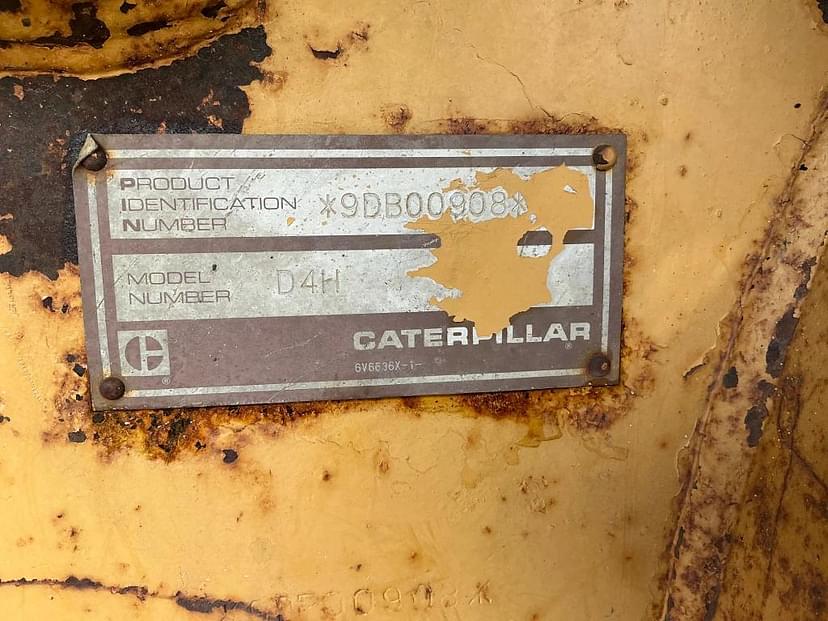 PRODUCT
IDENTIFICATION
NUMBER
*9DB00908*
MODEL
NUMBER
D4H
CATERPILLAR
6V6636X-1-